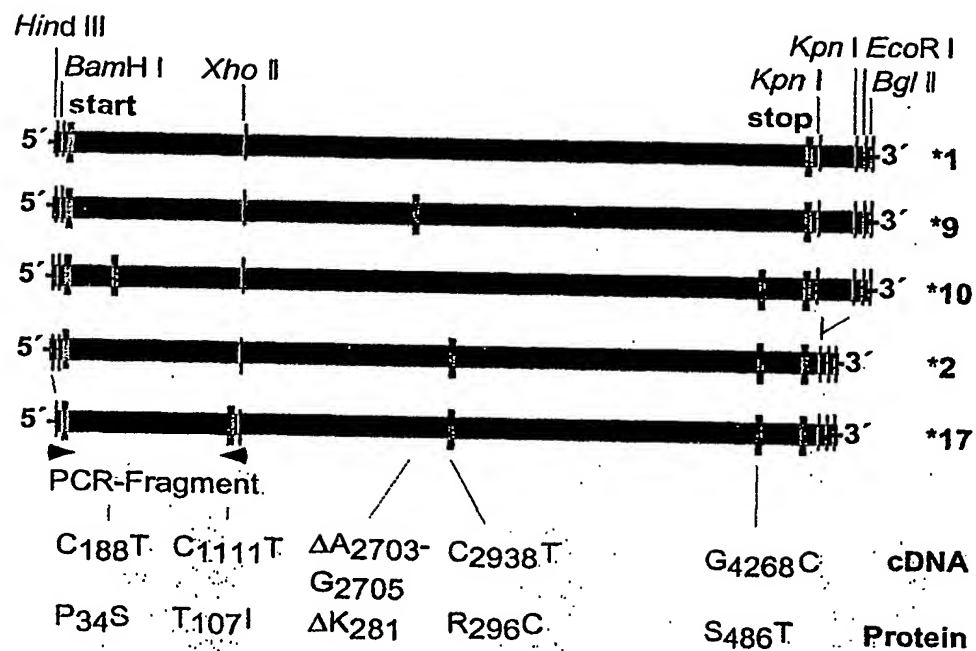 Hind III
Kpn I EcoR I
BamH I Xho II Kpn I Bgl II
start stop
5´ 3´ *1
5´ 3´ *9
5´ 3´ *10
5´ 3´ *2
5´ 3´ *17
PCR-Fragment
C188T C1111T ΔA2703- C2938T G4268C cDNA
G2705
P34S T107I ΔK281 R296C S486T Protein